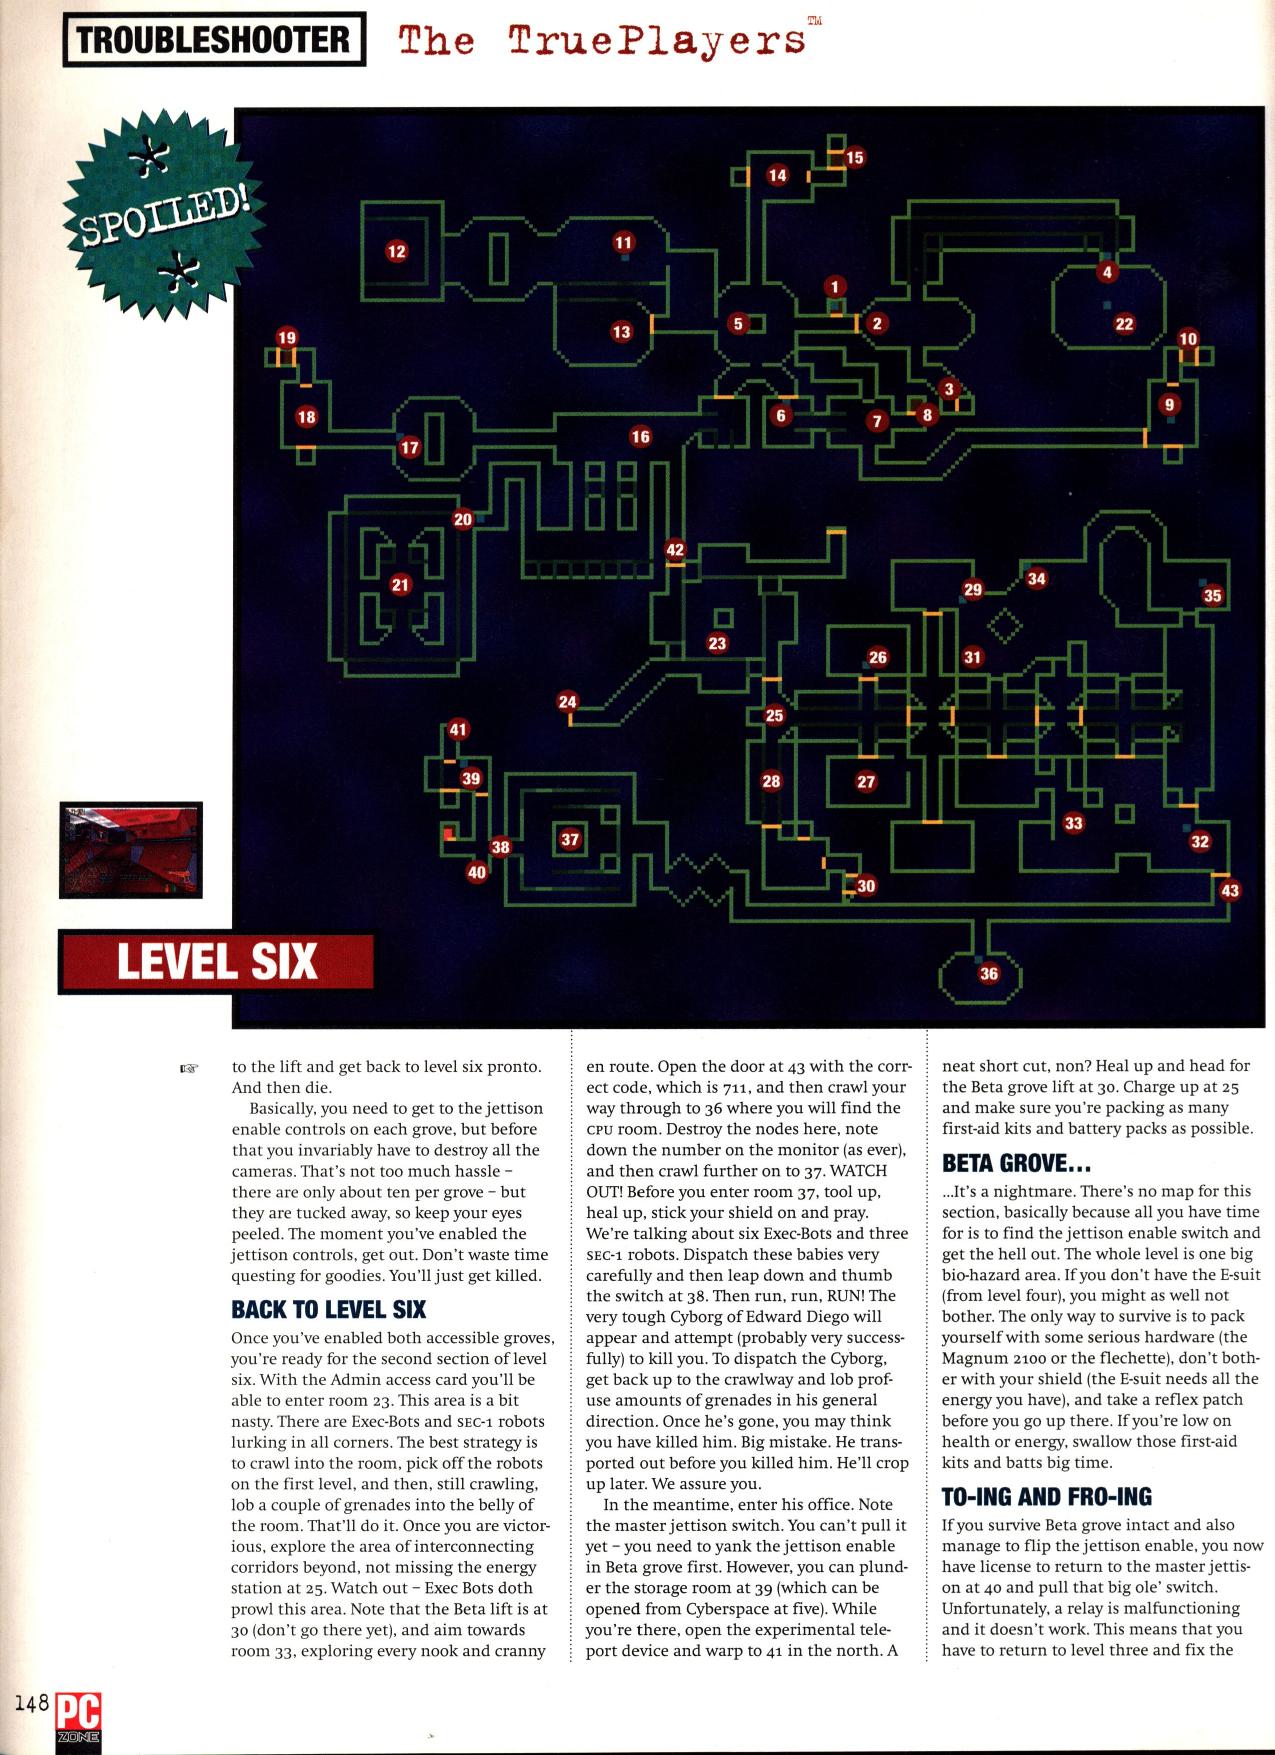 TROUBLESHOOTER
The TruePlayers™
SPOILED!
15
14
12
11
4
1
5
2
22
13
19
10
3
9
18
6
8
7
16
17
20
42
21
34
29
35
23
26
31
24
25
41
39
28
27
33
32
37
38
40
30
43
36
LEVEL SIX
to the lift and get back to level six pronto.
And then die.
Basically, you need to get to the jettison
enable controls on each grove, but before
that you invariably have to destroy all the
cameras. That's not too much hassle –
there are only about ten per grove – but
they are tucked away, so keep your eyes
peeled. The moment you've enabled the
jettison controls, get out. Don't waste time
questing for goodies. You'll just get killed.
BACK TO LEVEL SIX
Once you've enabled both accessible groves,
you're ready for the second section of level
six. With the Admin access card you'll be
able to enter room 23. This area is a bit
nasty. There are Exec-Bots and SEC-1 robots
lurking in all corners. The best strategy is
to crawl into the room, pick off the robots
on the first level, and then, still crawling,
lob a couple of grenades into the belly of
the room. That'll do it. Once you are victor-
ious, explore the area of interconnecting
corridors beyond, not missing the energy
station at 25. Watch out – Exec Bots doth
prowl this area. Note that the Beta lift is at
30 (don't go there yet), and aim towards
room 33, exploring every nook and cranny
en route. Open the door at 43 with the corr-
ect code, which is 711, and then crawl your
way through to 36 where you will find the
CPU room. Destroy the nodes here, note
down the number on the monitor (as ever),
and then crawl further on to 37. WATCH
OUT! Before you enter room 37, tool up,
heal up, stick your shield on and pray.
We're talking about six Exec-Bots and three
SEC-1 robots. Dispatch these babies very
carefully and then leap down and thumb
the switch at 38. Then run, run, RUN! The
very tough Cyborg of Edward Diego will
appear and attempt (probably very success-
fully) to kill you. To dispatch the Cyborg,
get back up to the crawlway and lob prof-
use amounts of grenades in his general
direction. Once he's gone, you may think
you have killed him. Big mistake. He trans-
ported out before you killed him. He'll crop
up later. We assure you.
In the meantime, enter his office. Note
the master jettison switch. You can't pull it
yet – you need to yank the jettison enable
in Beta grove first. However, you can plund-
er the storage room at 39 (which can be
opened from Cyberspace at five). While
you're there, open the experimental tele-
port device and warp to 41 in the north. A
neat short cut, non? Heal up and head for
the Beta grove lift at 30. Charge up at 25
and make sure you're packing as many
first-aid kits and battery packs as possible.
BETA GROVE...
...It's a nightmare. There's no map for this
section, basically because all you have time
for is to find the jettison enable switch and
get the hell out. The whole level is one big
bio-hazard area. If you don't have the E-suit
(from level four), you might as well not
bother. The only way to survive is to pack
yourself with some serious hardware (the
Magnum 2100 or the flechette), don't both-
er with your shield (the E-suit needs all the
energy you have), and take a reflex patch
before you go up there. If you're low on
health or energy, swallow those first-aid
kits and batts big time.
TO-ING AND FRO-ING
If you survive Beta grove intact and also
manage to flip the jettison enable, you now
have license to return to the master jettis-
on at 40 and pull that big ole' switch.
Unfortunately, a relay is malfunctioning
and it doesn't work. This means that you
have to return to level three and fix the
148
PC
ZONE